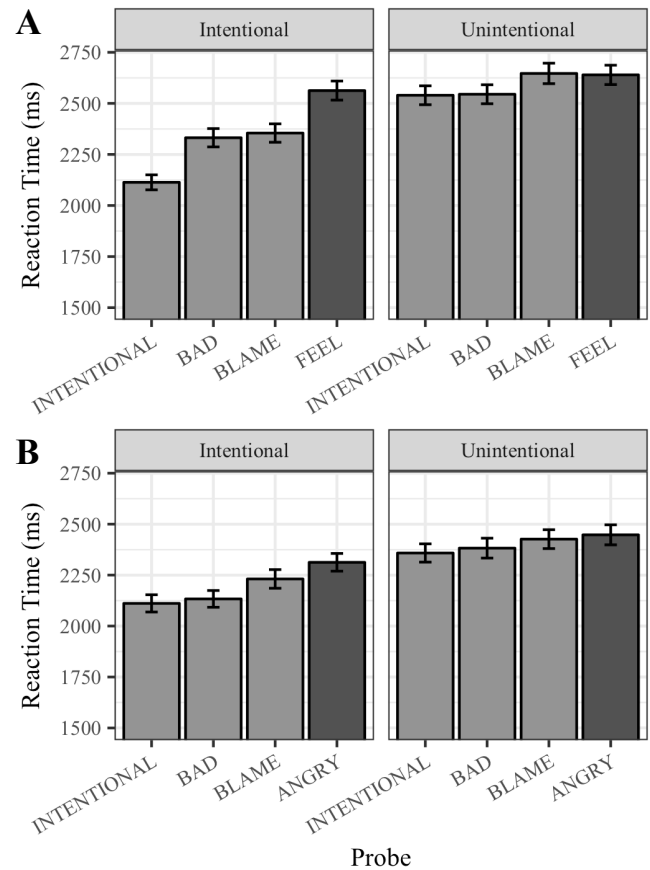 A
Intentional
Unintentional
Reaction Time (ms)
2750
2500
2250
2000
1750
1500
INTENTIONAL
BAD
BLAME
FEEL
INTENTIONAL
BAD
BLAME
FEEL
B
Intentional
Unintentional
Reaction Time (ms)
2750
2500
2250
2000
1750
1500
INTENTIONAL
BAD
BLAME
ANGRY
INTENTIONAL
BAD
BLAME
ANGRY
Probe